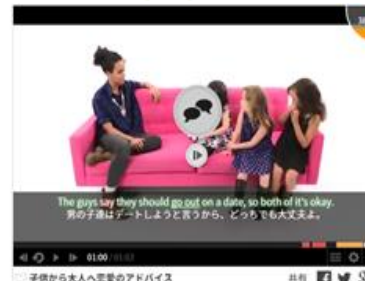 The guys say they should go out on a date, so both of it's okay.
男の子達はデートしようと言うから、どっちでも大丈夫よ。
01:00 / 01:03
子供から大人へ恋愛のアドバイス
共有